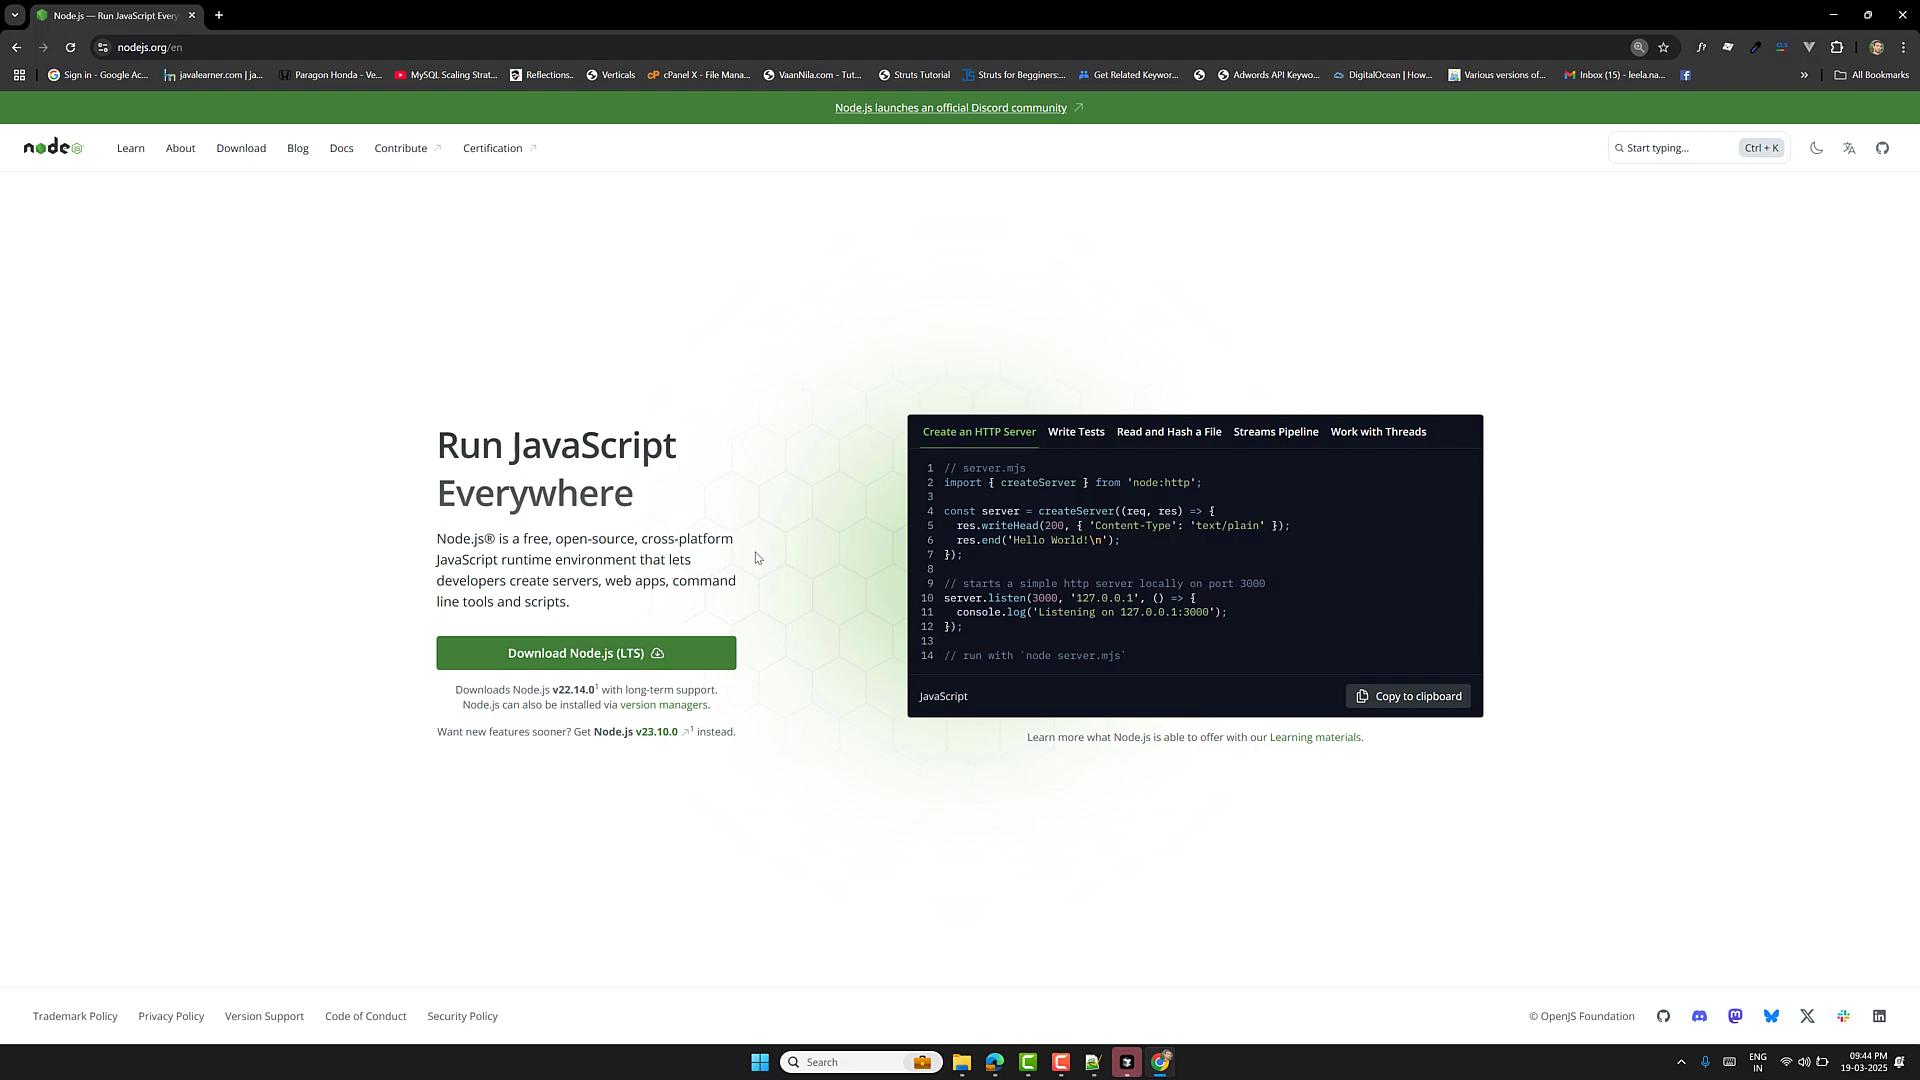 Node.js — Run JavaScript Every
nodejs.org/en
Sign in - Google Ac...
javalearner.com | ja...
Paragon Honda - Ve...
MySQL Scaling Strat...
Reflections..
Verticals
cPanel X - File Mana...
VaanNila.com - Tut...
Struts Tutorial
Struts for Begginers:...
Get Related Keywor...
Adwords API Keywo...
DigitalOcean | How...
Various versions of...
Inbox (15) - leela.na...
All Bookmarks
Node.js launches an official Discord community
node
Learn
About
Download
Blog
Docs
Contribute
Certification
Start typing...
Ctrl + K
Run JavaScript
Everywhere
Node.js® is a free, open-source, cross-platform
JavaScript runtime environment that lets
developers create servers, web apps, command
line tools and scripts.
Download Node.js (LTS)
Downloads Node.js v22.14.0¹ with long-term support.
Node.js can also be installed via version managers.
Want new features sooner? Get Node.js v23.10.0 ¹ instead.
Create an HTTP Server
Write Tests
Read and Hash a File
Streams Pipeline
Work with Threads
1 // server.mjs
2 import { createServer } from 'node:http';
3
4 const server = createServer((req, res) => {
5 res.writeHead(200, { 'Content-Type': 'text/plain' });
6 res.end('Hello World!\n');
7 });
8
9 // starts a simple http server locally on port 3000
10 server.listen(3000, '127.0.0.1', () => {
11 console.log('Listening on 127.0.0.1:3000');
12 });
13
14 // run with `node server.mjs`
JavaScript
Copy to clipboard
Learn more what Node.js is able to offer with our Learning materials.
Trademark Policy
Privacy Policy
Version Support
Code of Conduct
Security Policy
© OpenJS Foundation
Search
ENG
IN
09:44 PM
19-03-2025